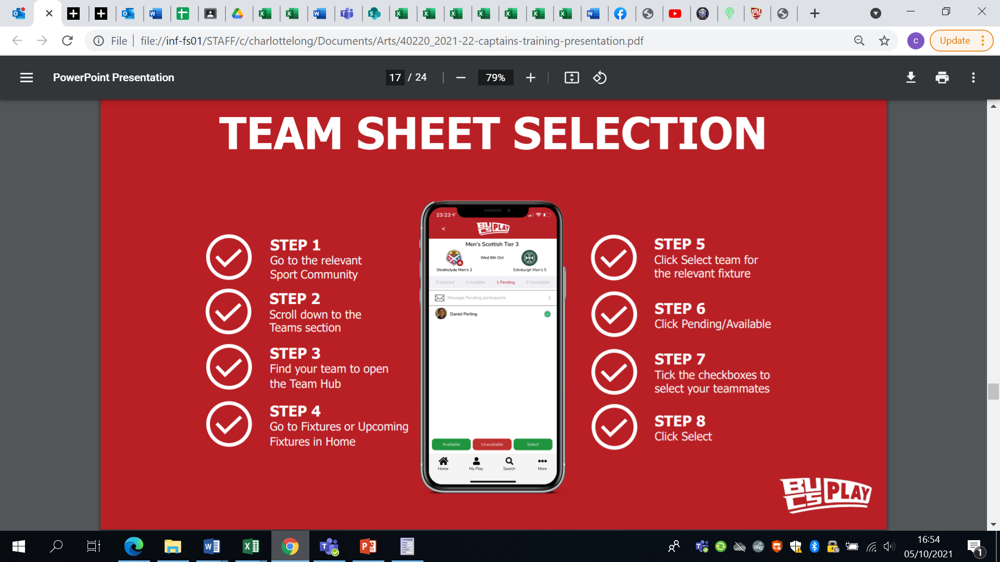 File
file://inf-fs01/STAFF/c/charlottelong/Documents/Arts/40220_2021-22-captains-training-presentation.pdf
c
Update
PowerPoint Presentation
17 / 24
79%
TEAM SHEET SELECTION
STEP 1
Go to the relevant
Sport Community
STEP 2
Scroll down to the
Teams section
STEP 3
Find your team to open
the Team Hub
STEP 4
Go to Fixtures or Upcoming
Fixtures in Home
23:23
<
BUCS PLAY
Men's Scottish Tier 3
Wed 6th Oct
Strathclyde Men's 2
Edinburgh Men's 5
0 Selected 0 Available 1 Pending 0 Unavailable
Message Pending participants
Daniel Perling
Available Unavailable Select
Home My Play Search More
STEP 5
Click Select team for
the relevant fixture
STEP 6
Click Pending/Available
STEP 7
Tick the checkboxes to
select your teammates
STEP 8
Click Select
BUCS PLAY
16:54
05/10/2021
1